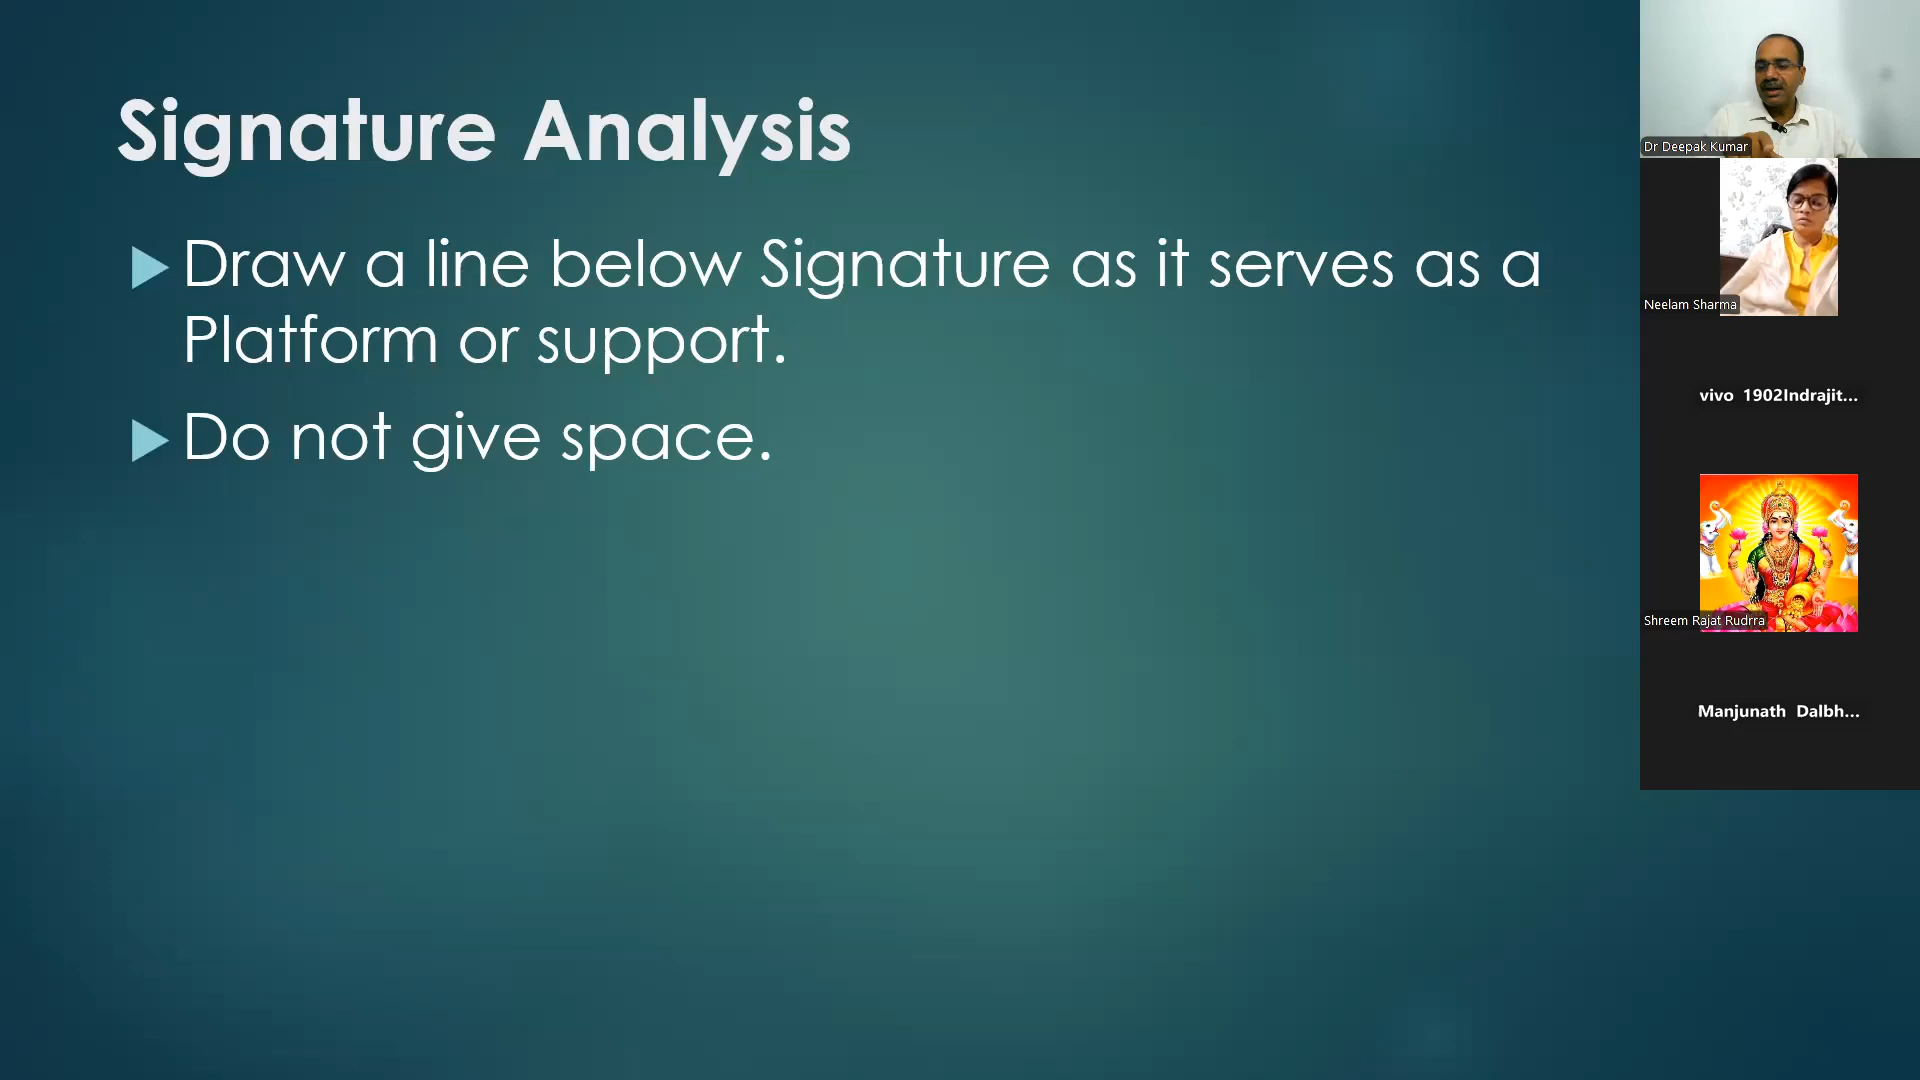 Signature Analysis
Draw a line below Signature as it serves as a
Platform or support.
Do not give space.
Dr Deepak Kumar
Neelam Sharma
vivo 1902Indrajit...
Shreem Rajat Rudrra
Manjunath Dalbh...